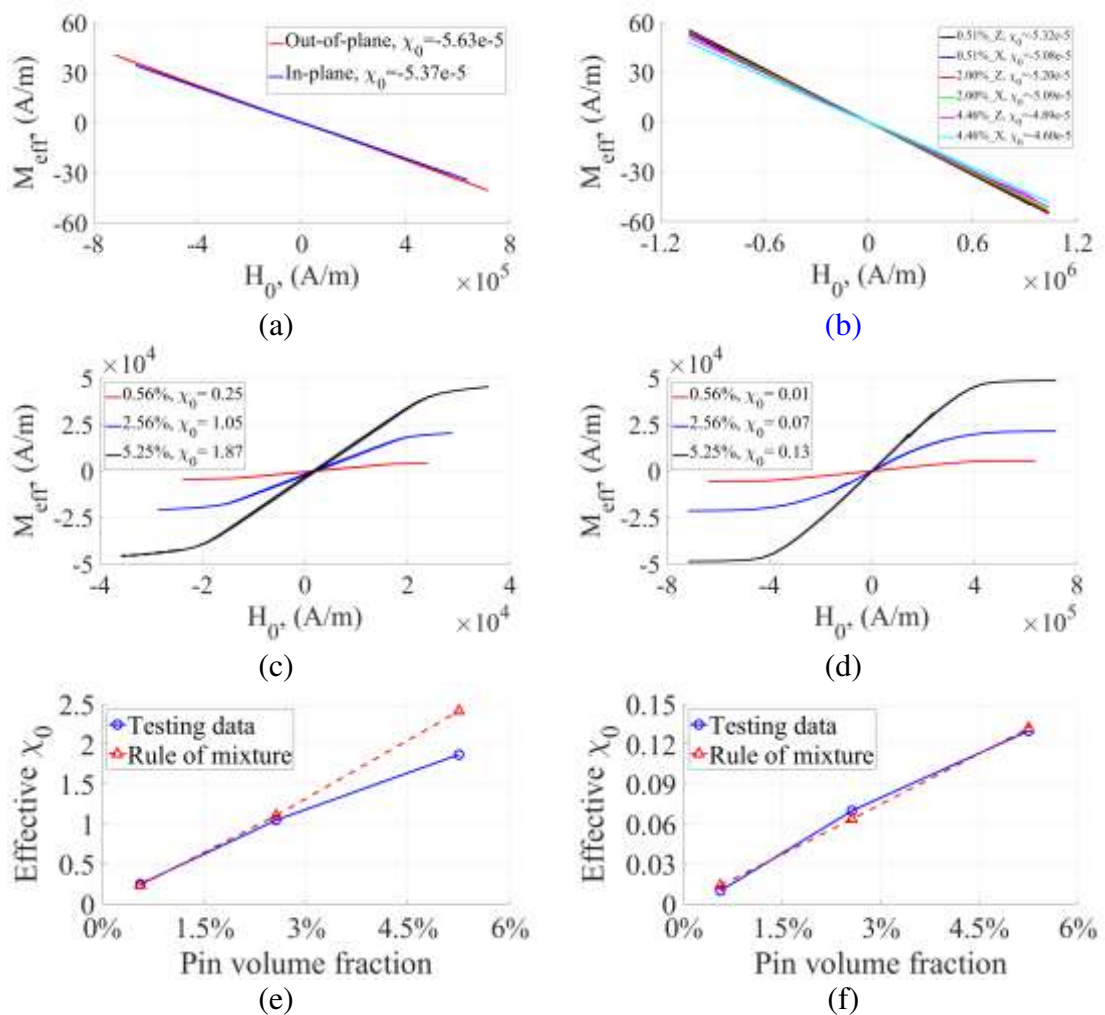 60
30
0
-30
-60
M_eff, (A/m)
Out-of-plane, χ_0=-5.63e-5
In-plane, χ_0=-5.37e-5
-8 -4 0 4 8
H_0, (A/m) ×10^5
(a)
60
30
0
-30
-60
M_eff, (A/m)
0.51%_Z, χ_0=-5.32e-5
0.51%_X, χ_0=-5.08e-5
2.00%_Z, χ_0=-5.20e-5
2.00%_X, χ_0=-5.09e-5
4.46%_Z, χ_0=-4.89e-5
4.46%_X, χ_0=-4.60e-5
-1.2 -0.6 0 0.6 1.2
H_0, (A/m) ×10^6
(b)
×10^4
5
2.5
0
-2.5
-5
M_eff, (A/m)
0.56%, χ_0= 0.25
2.56%, χ_0= 1.05
5.25%, χ_0= 1.87
-4 -2 0 2 4
H_0, (A/m) ×10^4
(c)
×10^4
5
2.5
0
-2.5
-5
M_eff, (A/m)
0.56%, χ_0= 0.01
2.56%, χ_0= 0.07
5.25%, χ_0= 0.13
-8 -4 0 4 8
H_0, (A/m) ×10^5
(d)
2.5
2
1.5
1
0.5
0
Effective χ_0
Testing data
Rule of mixture
0% 1.5% 3% 4.5% 6%
Pin volume fraction
(e)
0.15
0.12
0.09
0.06
0.03
0
Effective χ_0
Testing data
Rule of mixture
0% 1.5% 3% 4.5% 6%
Pin volume fraction
(f)